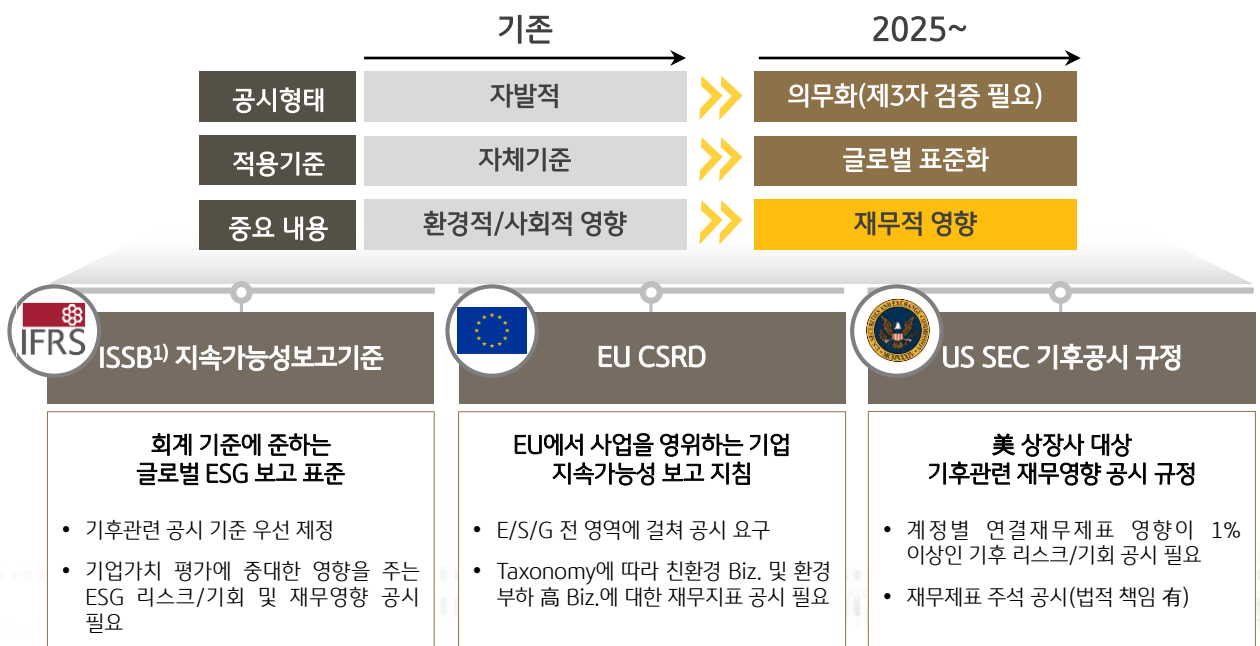 기존
2025~
공시형태
자발적
의무화(제3자 검증 필요)
적용기준
자체기준
글로벌 표준화
중요 내용
환경적/사회적 영향
재무적 영향
IFRS
ISSB1) 지속가능성보고기준
회계 기준에 준하는
글로벌 ESG 보고 표준
• 기후관련 공시 기준 우선 제정
• 기업가치 평가에 중대한 영향을 주는
ESG 리스크/기회 및 재무영향 공시
필요
EU CSRD
EU에서 사업을 영위하는 기업
지속가능성 보고 지침
• E/S/G 전 영역에 걸쳐 공시 요구
• Taxonomy에 따라 친환경 Biz. 및 환경
부하 高 Biz.에 대한 재무지표 공시 필요
U.S. SECURITIES AND EXCHANGE COMMISSION
MCMXXXIV
US SEC 기후공시 규정
美 상장사 대상
기후관련 재무영향 공시 규정
• 계정별 연결재무제표 영향이 1%
이상인 기후 리스크/기회 공시 필요
• 재무제표 주석 공시(법적 책임 有)